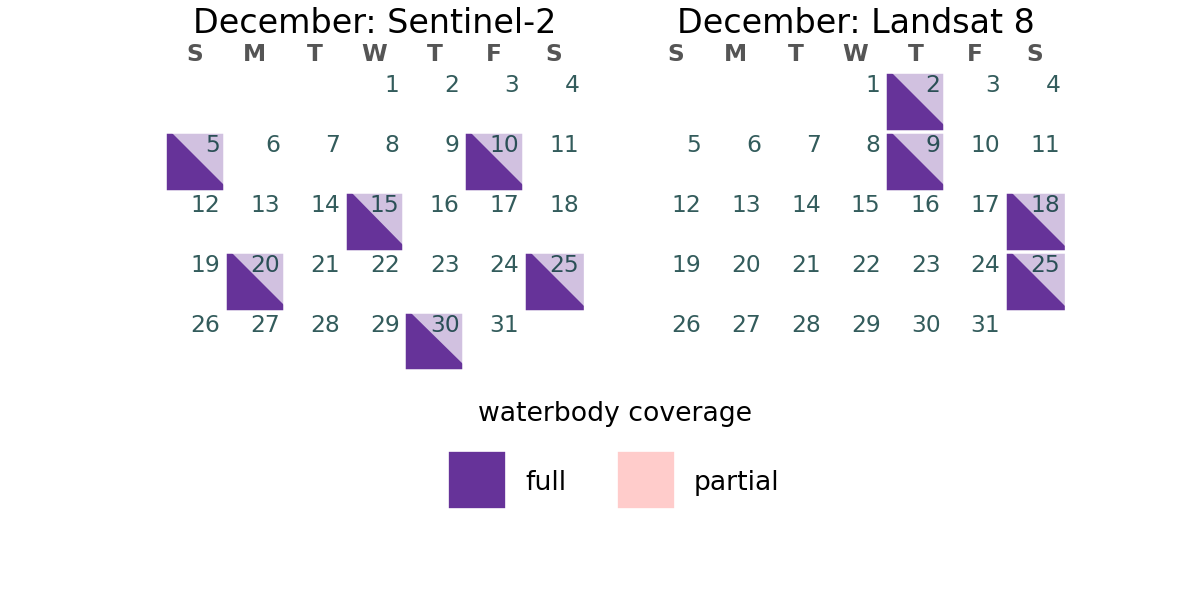 December: Sentinel-2
S M T W T F S
1 2 3 4
5 6 7 8 9 10 11
12 13 14 15 16 17 18
19 20 21 22 23 24 25
26 27 28 29 30 31
December: Landsat 8
S M T W T F S
1 2 3 4
5 6 7 8 9 10 11
12 13 14 15 16 17 18
19 20 21 22 23 24 25
26 27 28 29 30 31
waterbody coverage
full
partial